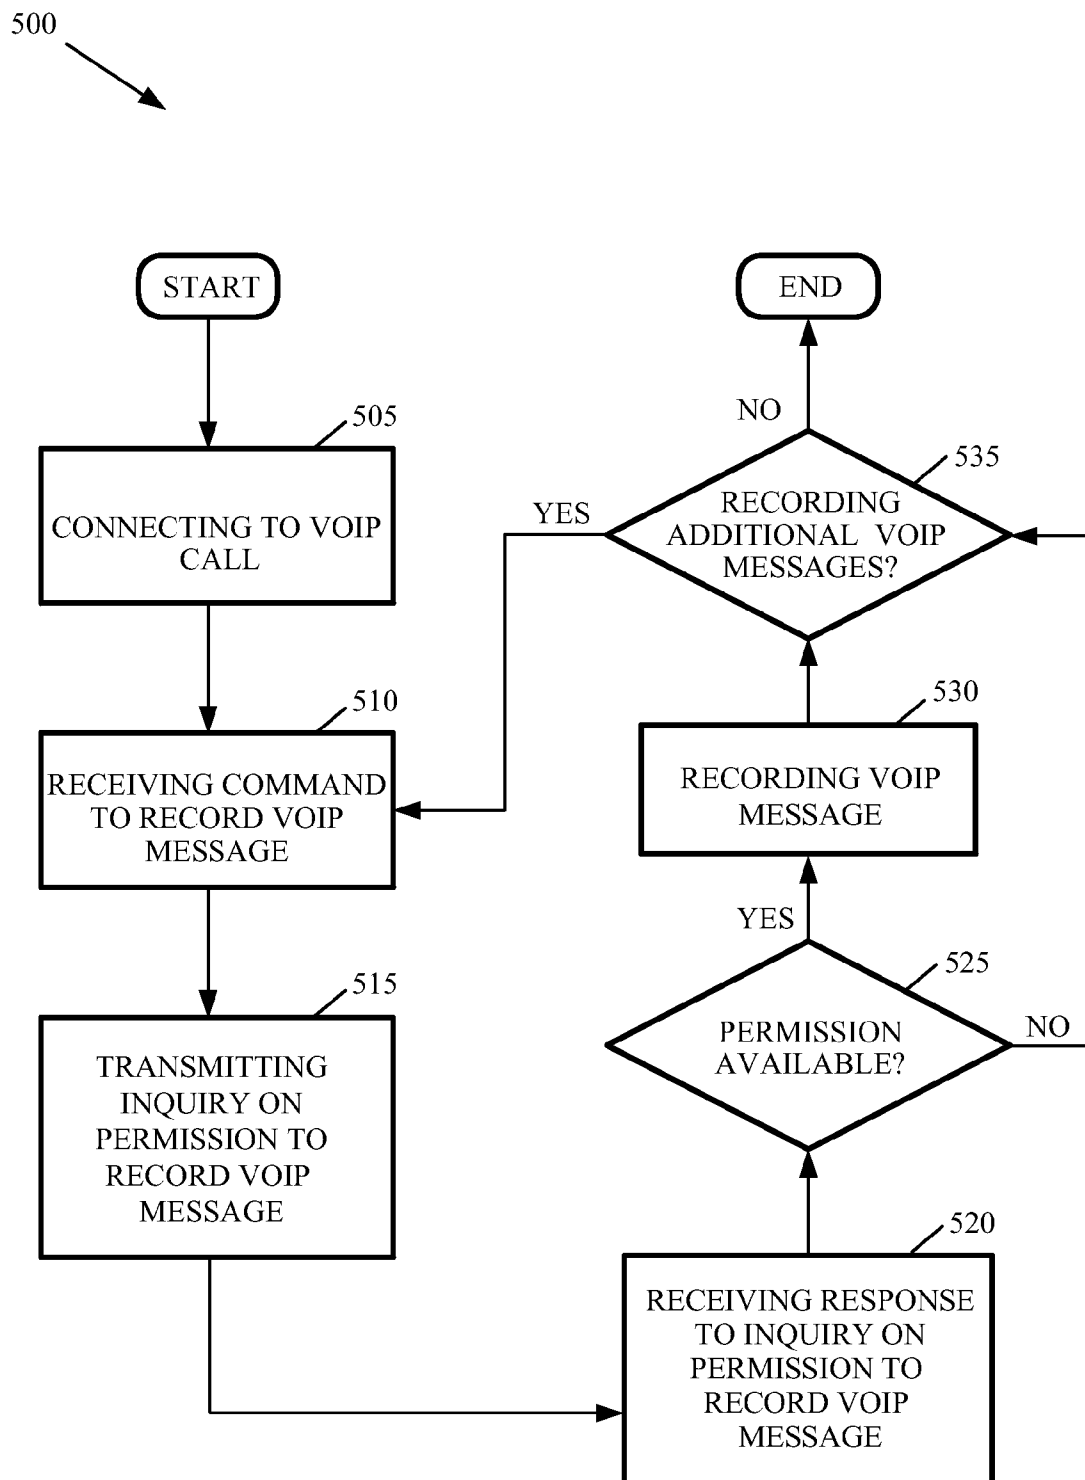 500
START
505
CONNECTING TO VOIP
CALL
510
RECEIVING COMMAND
TO RECORD VOIP
MESSAGE
515
TRANSMITTING
INQUIRY ON
PERMISSION TO
RECORD VOIP
MESSAGE
520
RECEIVING RESPONSE
TO INQUIRY ON
PERMISSION TO
RECORD VOIP
MESSAGE
525
PERMISSION
AVAILABLE?
NO
YES
530
RECORDING VOIP
MESSAGE
535
RECORDING
ADDITIONAL VOIP
MESSAGES?
YES
NO
END